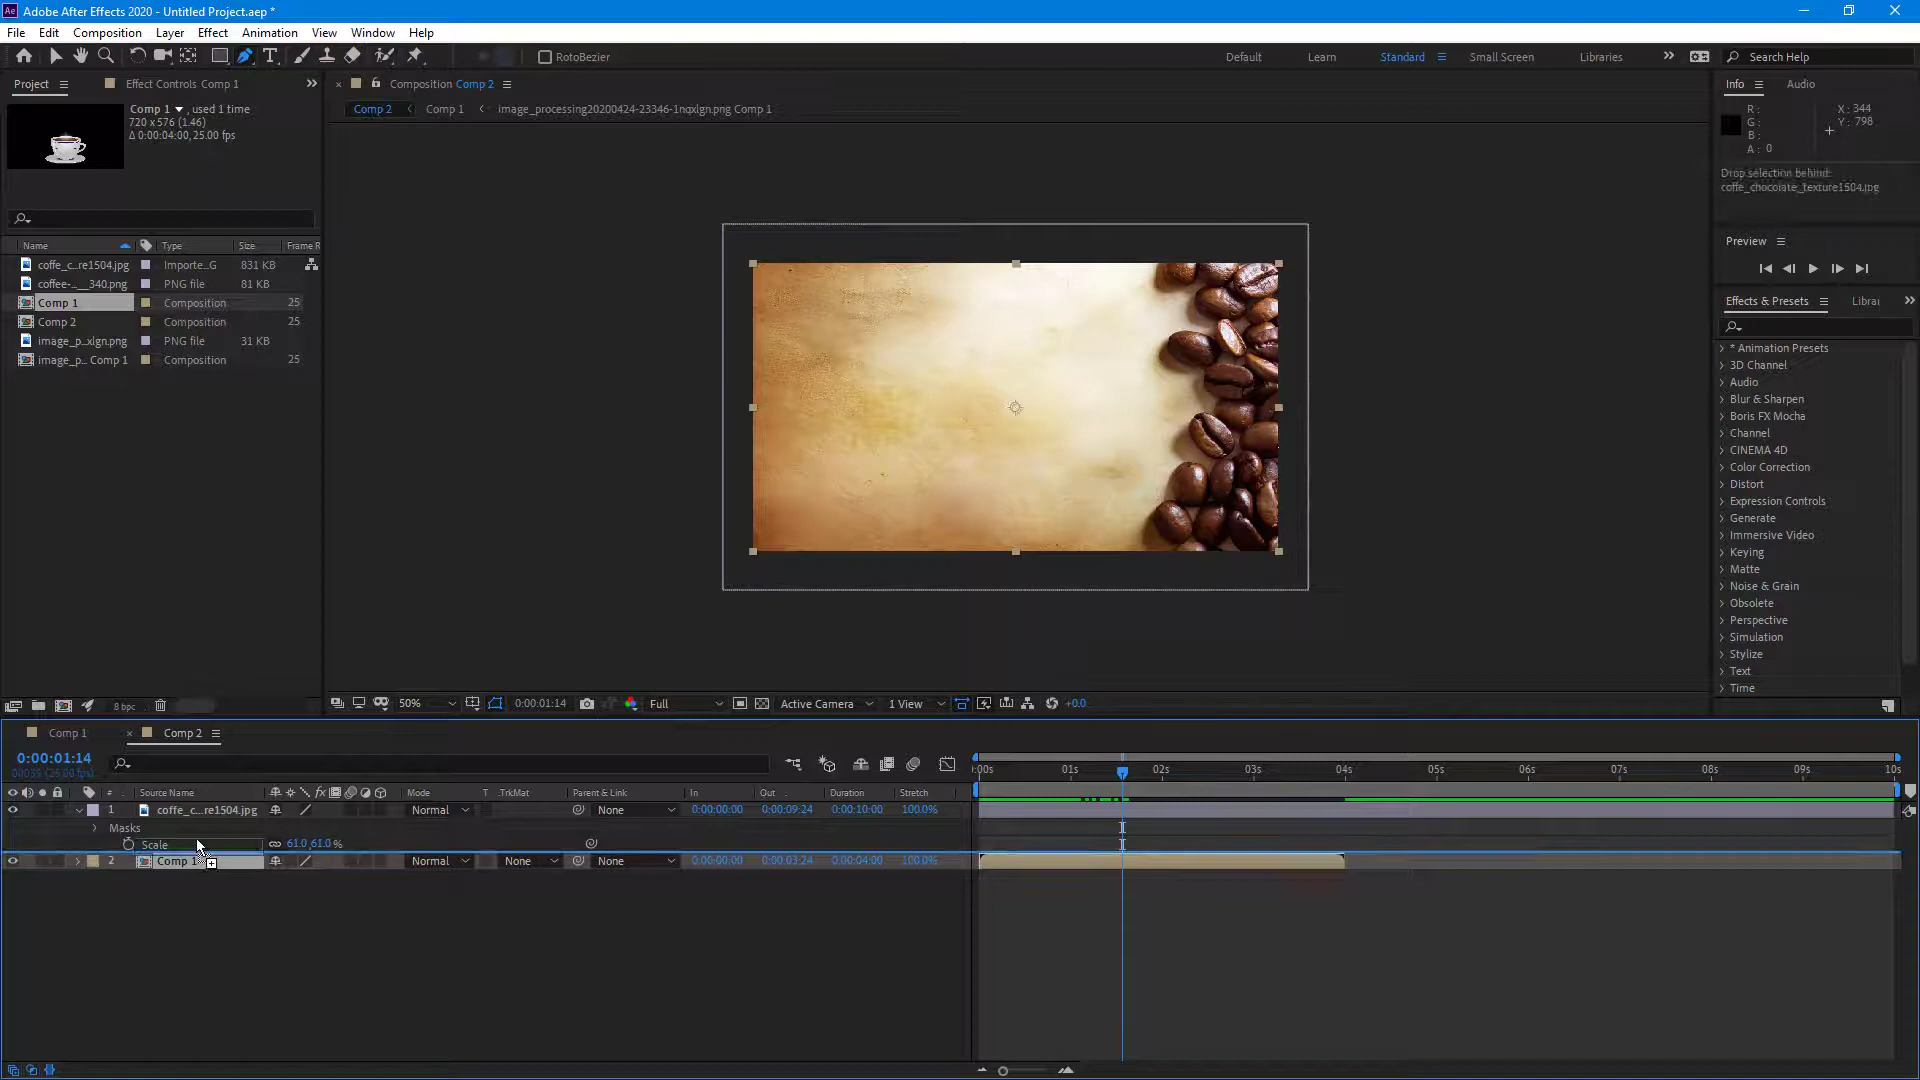 Adobe After Effects 2020 - Untitled Project.aep *
File Edit Composition Layer Effect Animation View Window Help
RotoBezier
Default Learn Standard Small Screen Libraries
Search Help
Project Effect Controls Comp 1
Comp 1 , used 1 time
720 x 576 (1.46)
Δ 0:00:04:00, 25.00 fps
Name Type Size Frame R
coffe_c...re1504.jpg Importe...G 831 KB
coffee-...__340.png PNG file 81 KB
Comp 1 Composition 25
Comp 2 Composition 25
image_p...xlgn.png PNG file 31 KB
image_p... Comp 1 Composition 25
8 bpc
Composition Comp 2
Comp 2 Comp 1 image_processing20200424-23346-1nqxlgn.png Comp 1
50% 0:00:01:14 Full Active Camera 1 View +0.0
Info Audio
R :
G :
B :
A : 0
X : 344
Y : 798
Drop selection behind:
coffe_chocolate_texture1504.jpg
Preview
Effects & Presets Librar
* Animation Presets
3D Channel
Audio
Blur & Sharpen
Boris FX Mocha
Channel
CINEMA 4D
Color Correction
Distort
Expression Controls
Generate
Immersive Video
Keying
Matte
Noise & Grain
Obsolete
Perspective
Simulation
Stylize
Text
Time
Comp 1 Comp 2
0:00:01:14
(25.00 fps)
:00s 01s 02s 03s 04s 05s 06s 07s 08s 09s 10s
# Source Name Mode T .TrkMat Parent & Link In Out Duration Stretch
1 coffe_c...re1504.jpg Normal None 0:00:00:00 0:00:09:24 0:00:10:00 100.0%
Masks
Scale 61.0,61.0 %
2 Comp 1 Normal None None 0:00:00:00 0:00:03:24 0:00:04:00 100.0%